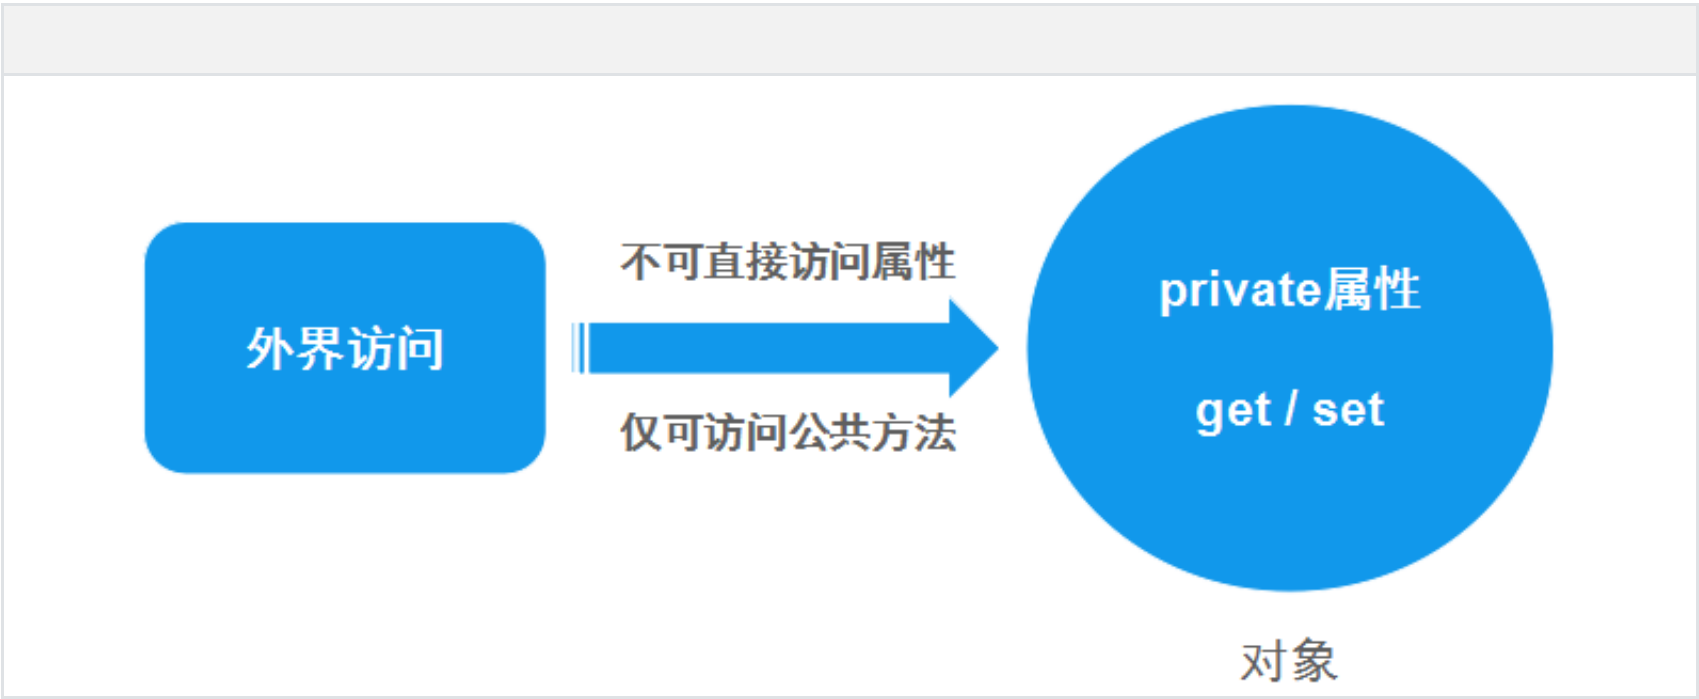 不可直接访问属性
外界访问
仅可访问公共方法
private属性
get / set
对象